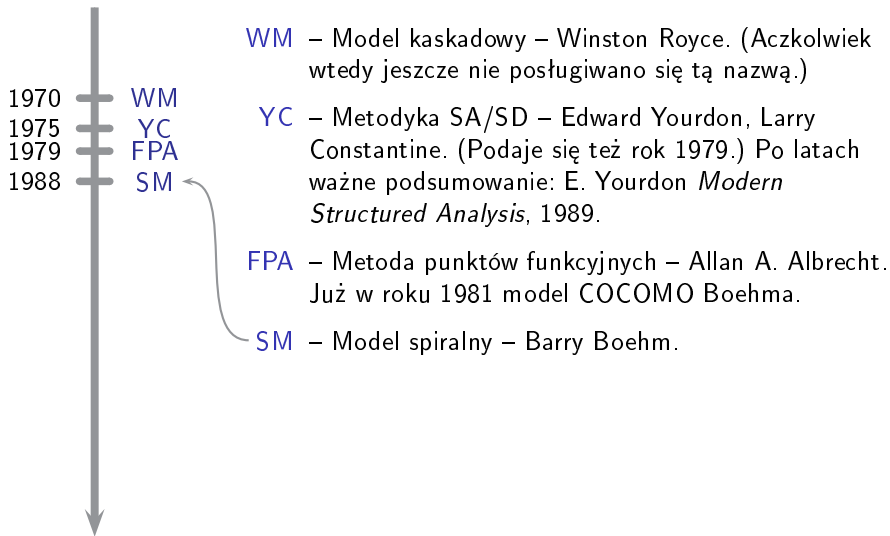 WM – Model kaskadowy – Winston Royce. (Aczkolwiek
wtedy jeszcze nie posługiwano się tą nazwą.)
1970 WM
1975 YC
1979 FPA
1988 SM
YC – Metodyka SA/SD – Edward Yourdon, Larry
Constantine. (Podaje się też rok 1979.) Po latach
ważne podsumowanie: E. Yourdon Modern
Structured Analysis, 1989.
FPA – Metoda punktów funkcyjnych – Allan A. Albrecht.
Już w roku 1981 model COCOMO Boehma.
SM – Model spiralny – Barry Boehm.